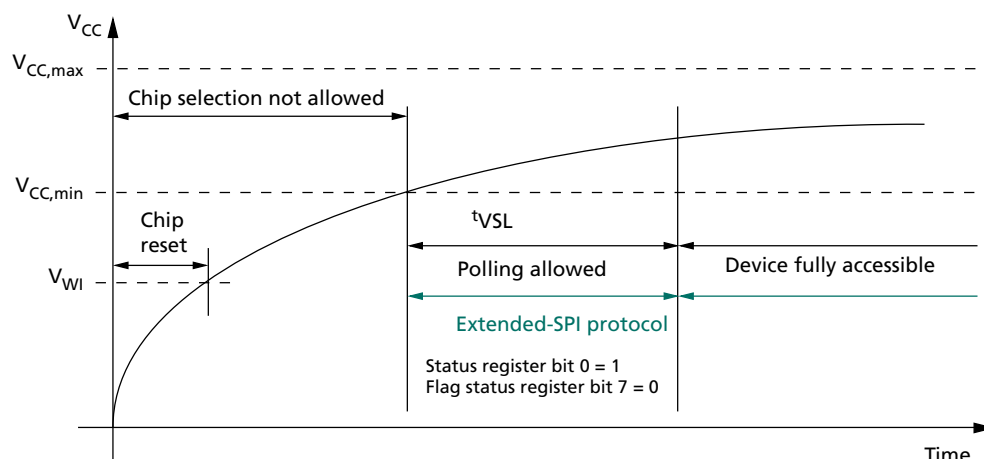 VCC
VCC,max
Chip selection not allowed
VCC,min
Chip
reset
tVSL
VWI
Polling allowed
Device fully accessible
Extended-SPI protocol
Status register bit 0 = 1
Flag status register bit 7 = 0
Time